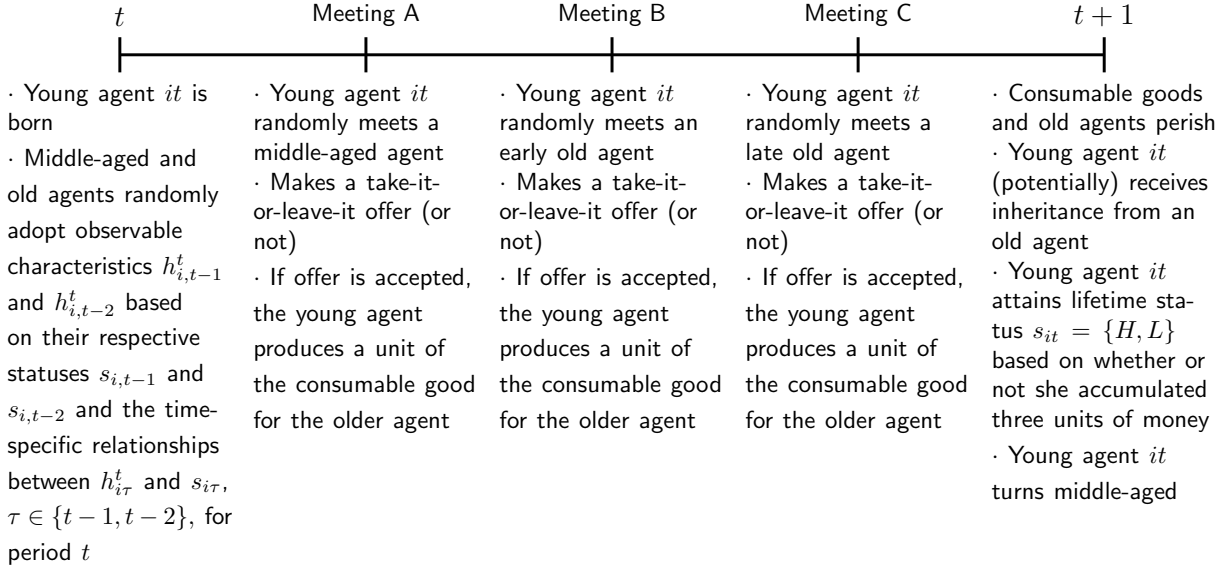 t
Meeting A
Meeting B
Meeting C
t + 1
· Young agent it is
born
· Middle-aged and
old agents randomly
adopt observable
characteristics h^t_{i,t−1}
and h^t_{i,t−2} based
on their respective
statuses s_{i,t−1} and
s_{i,t−2} and the time-
specific relationships
between h^t_{iτ} and s_{iτ},
τ ∈ {t − 1, t − 2}, for
period t
· Young agent it
randomly meets a
middle-aged agent
· Makes a take-it-
or-leave-it offer (or
not)
· If offer is accepted,
the young agent
produces a unit of
the consumable good
for the older agent
· Young agent it
randomly meets an
early old agent
· Makes a take-it-
or-leave-it offer (or
not)
· If offer is accepted,
the young agent
produces a unit of
the consumable good
for the older agent
· Young agent it
randomly meets a
late old agent
· Makes a take-it-
or-leave-it offer (or
not)
· If offer is accepted,
the young agent
produces a unit of
the consumable good
for the older agent
· Consumable goods
and old agents perish
· Young agent it
(potentially) receives
inheritance from an
old agent
· Young agent it
attains lifetime sta-
tus s_{it} = {H, L}
based on whether or
not she accumulated
three units of money
· Young agent it
turns middle-aged